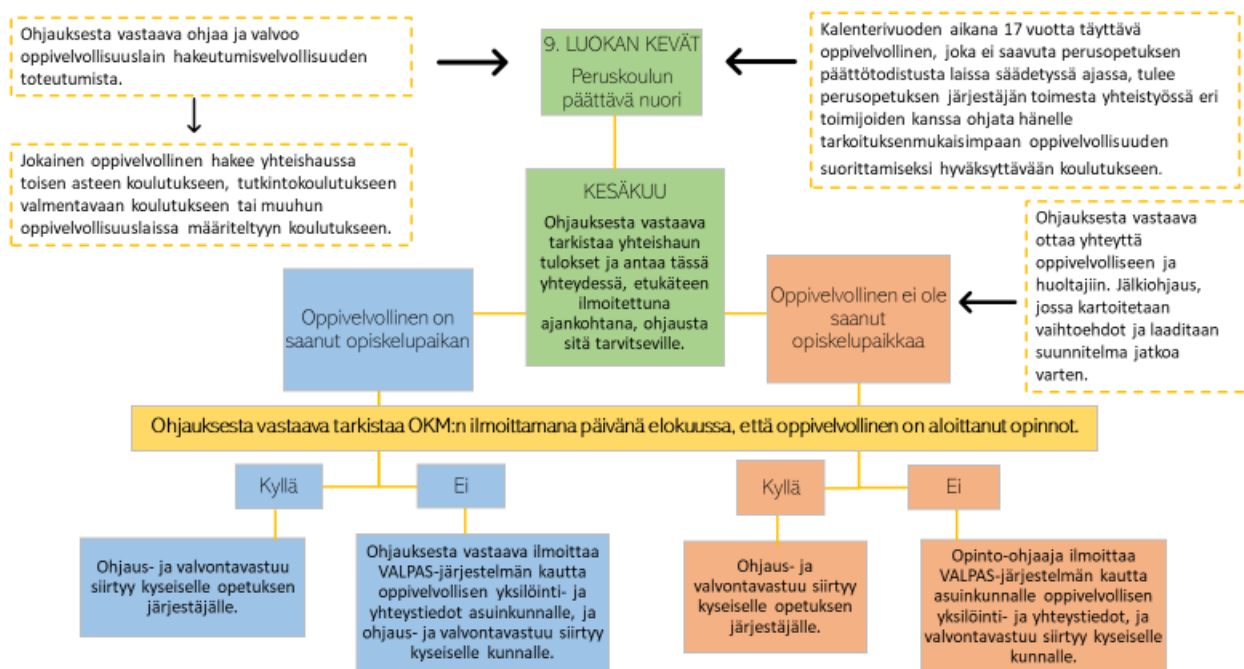 Ohjauksesta vastaava ohjaa ja valvoo
oppivelvollisuuslain hakeutumisvelvollisuuden
toteutumista.
Jokainen oppivelvollinen hakee yhteishaussa
toisen asteen koulutukseen, tutkintokoulutukseen
valmentavaan koulutukseen tai muuhun
oppivelvollisuuslaissa määriteltyyn koulutukseen.
9. LUOKAN KEVÄT
Peruskoulun
päättävä nuori
Kalenterivuoden aikana 17 vuotta täyttävä
oppivelvollinen, joka ei saavuta perusopetuksen
päättötodistusta laissa säädetyssä ajassa, tulee
perusopetuksen järjestäjän toimesta yhteistyössä eri
toimijoiden kanssa ohjata hänelle
tarkoituksenmukaisimpaan oppivelvollisuuden
suorittamiseksi hyväksyttävään koulutukseen.
KESÄKUU
Ohjauksesta vastaava
tarkistaa yhteishaun
tulokset ja antaa tässä
yhteydessä, etukäteen
ilmoitettuna
ajankohtana, ohjausta
sitä tarvitseville.
Oppivelvollinen on
saanut opiskelupaikan
Oppivelvollinen ei ole
saanut
opiskelupaikkaa
Ohjauksesta vastaava
ottaa yhteyttä
oppivelvolliseen ja
huoltajiin. Jälkiohjaus,
jossa kartoitetaan
vaihtoehdot ja laaditaan
suunnitelma jatkoa
varten.
Ohjauksesta vastaava tarkistaa OKM:n ilmoittamana päivänä elokuussa, että oppivelvollinen on aloittanut opinnot.
Kyllä
Ei
Kyllä
Ei
Ohjaus- ja valvontavastuu
siirtyy kyseiselle opetuksen
järjestäjälle.
Ohjauksesta vastaava ilmoittaa
VALPAS-järjestelmän kautta
oppivelvollisen yksilöinti- ja
yhteystiedot asuinkunnalle, ja
ohjaus- ja valvontavastuu siirtyy
kyseiselle kunnalle.
Ohjaus- ja
valvontavastuu siirtyy
kyseiselle opetuksen
järjestäjälle.
Opinto-ohjaaja ilmoittaa
VALPAS-järjestelmän kautta
asuinkunnalle oppivelvollisen
yksilöinti- ja yhteystiedot, ja
valvontavastuu siirtyy kyseiselle
kunnalle.